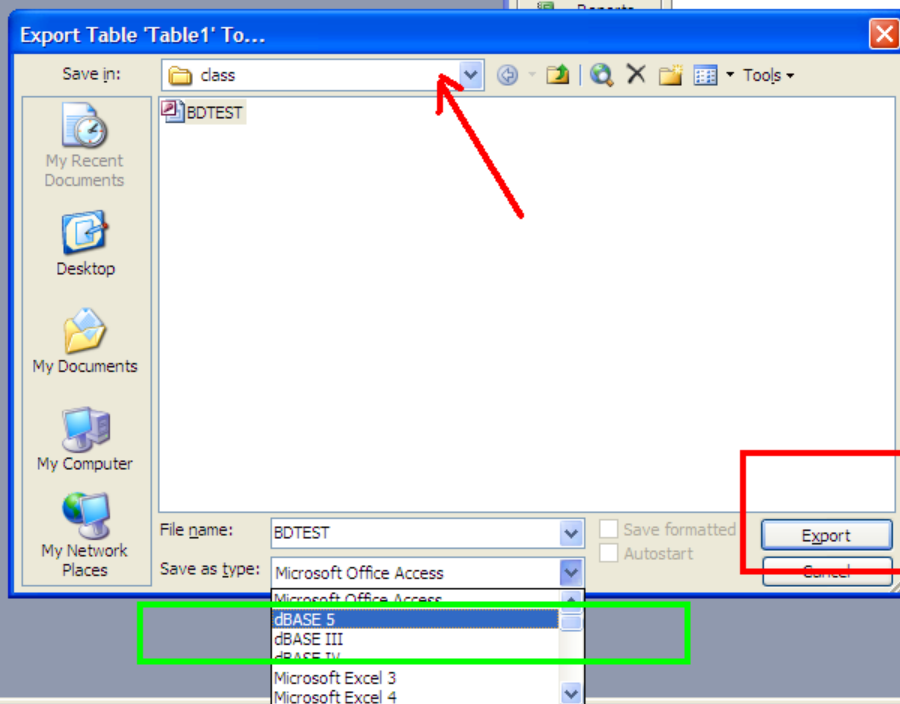 Reports
Export Table 'Table1' To...
Save in:
class
Tools
BDTEST
My Recent
Documents
Desktop
My Documents
My Computer
My Network
Places
File name:
BDTEST
Save formatted
Export
Save as type:
Microsoft Office Access
Autostart
Cancel
Microsoft Office Access
dBASE 5
dBASE III
dBASE IV
Microsoft Excel 3
Microsoft Excel 4